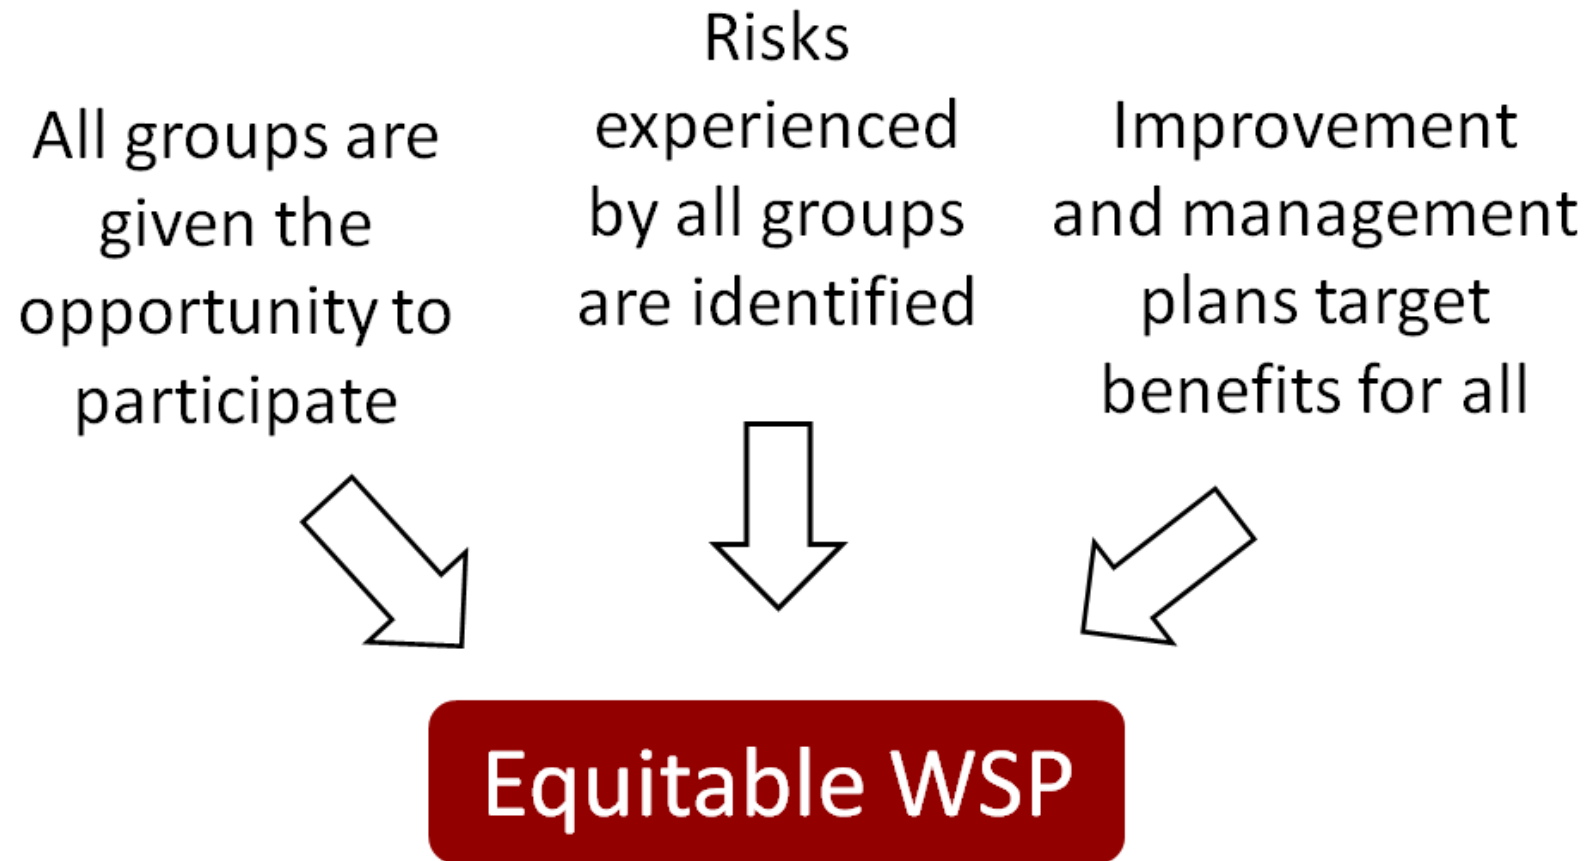 All groups are
given the
opportunity to
participate
Risks
experienced
by all groups
are identified
Improvement
and management
plans target
benefits for all
Equitable WSP